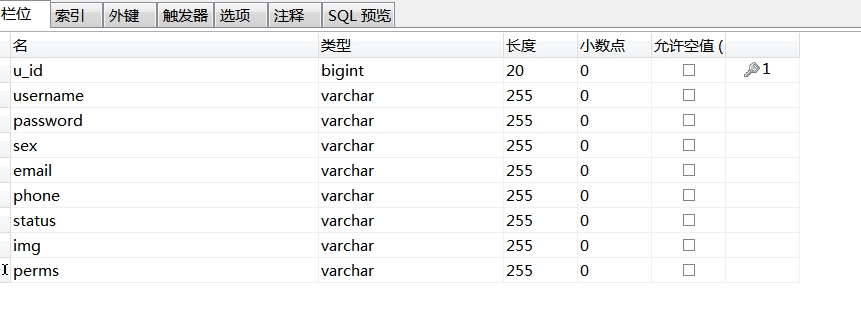 栏位 索引 外键 触发器 选项 注释 SQL 预览
名 类型 长度 小数点 允许空值 (
u_id bigint 20 0 1
username varchar 255 0
password varchar 255 0
sex varchar 255 0
email varchar 255 0
phone varchar 255 0
status varchar 255 0
img varchar 255 0
perms varchar 255 0